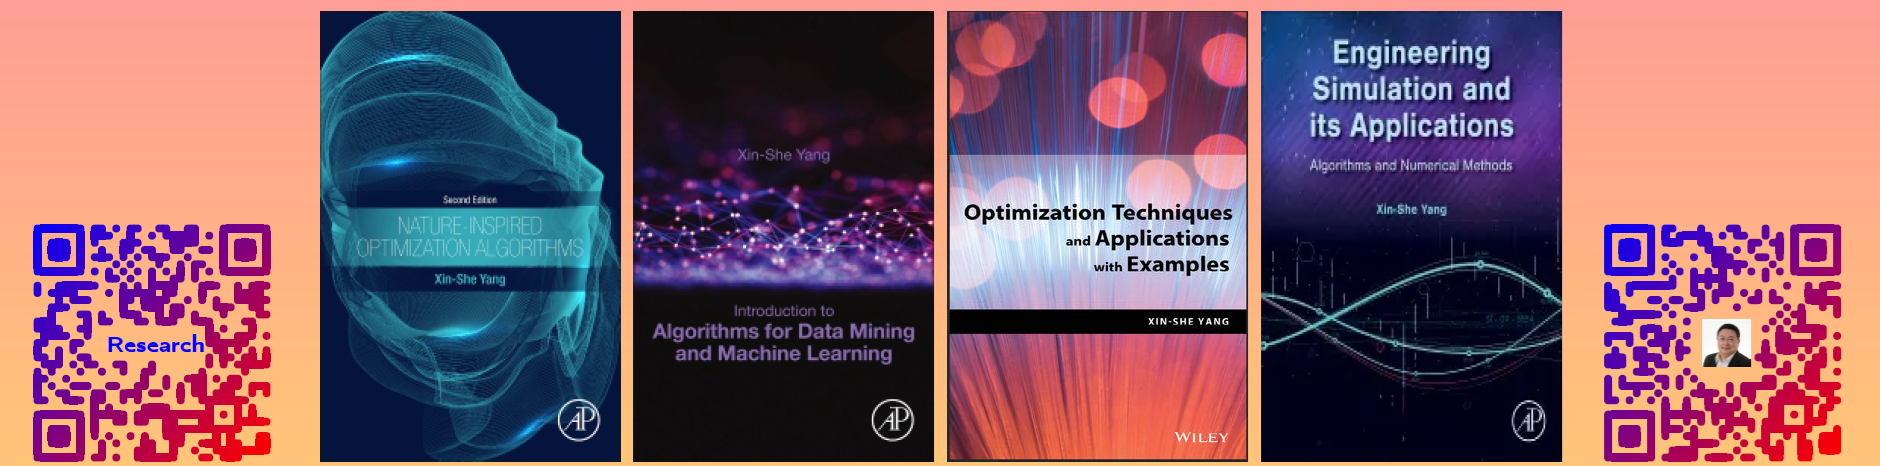 Research
Second Edition
NATURE-INSPIRED
OPTIMIZATION ALGORITHMS
Xin-She Yang
AP
Xin-She Yang
Introduction to
Algorithms for Data Mining
and Machine Learning
AP
Optimization Techniques
and Applications
with Examples
XIN-SHE YANG
WILEY
Engineering
Simulation and
its Applications
Algorithms and Numerical Methods
Xin-She Yang
AP